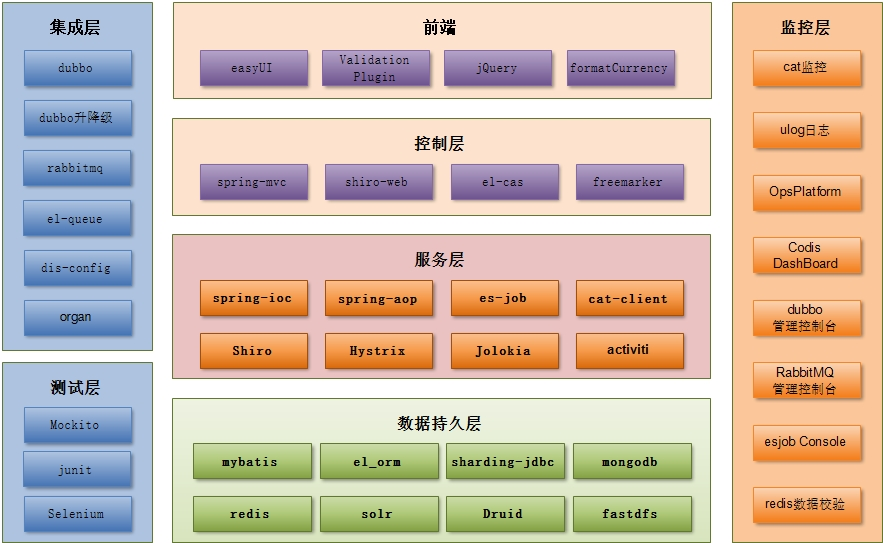 集成层
dubbo
dubbo升降级
rabbitmq
el-queue
dis-config
organ
测试层
Mockito
junit
Selenium
前端
easyUI
Validation
Plugin
jQuery
formatCurrency
控制层
spring-mvc
shiro-web
el-cas
freemarker
服务层
spring-ioc
spring-aop
es-job
cat-client
Shiro
Hystrix
Jolokia
activiti
数据持久层
mybatis
el_orm
sharding-jdbc
mongodb
redis
solr
Druid
fastdfs
监控层
cat监控
ulog日志
OpsPlatform
Codis
DashBoard
dubbo
管理控制台
RabbitMQ
管理控制台
esjob Console
redis数据校验